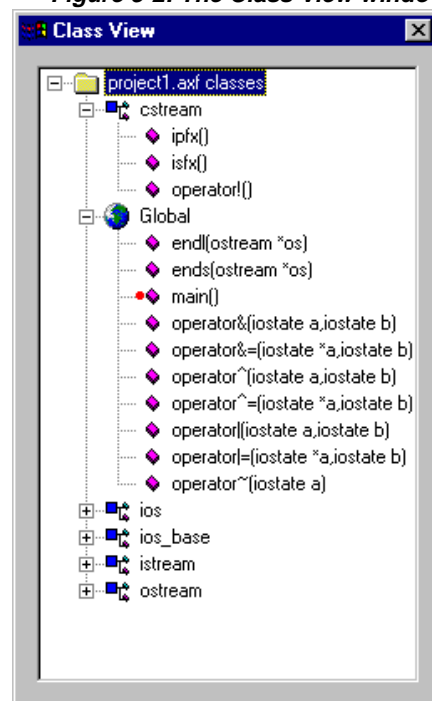 Figure 3-2. The Class View windo
Class View
project1.axf classes
cstream
ipfx()
isfx()
operator!()
Global
endl(ostream *os)
ends(ostream *os)
main()
operator&(iostate a,iostate b)
operator&=(iostate *a,iostate b)
operator^(iostate a,iostate b)
operator^=(iostate *a,iostate b)
operator|(iostate a,iostate b)
operator|=(iostate *a,iostate b)
operator~(iostate a)
ios
ios_base
istream
ostream